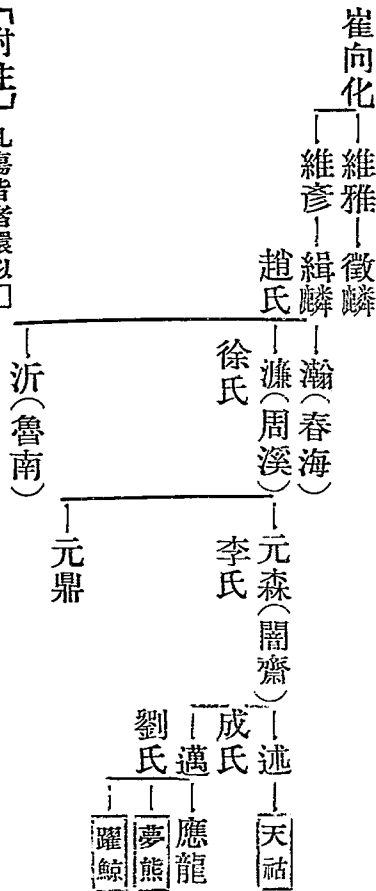 崔向化
維雅
徵麟
維彥
緝麟
趙氏
瀚(春海)
濂(周溪)
徐氏
沂(魯南)
元森(闇齋)
李氏
元鼎
述
成氏
邁
劉氏
天祜
應龍
夢熊
躍鯨